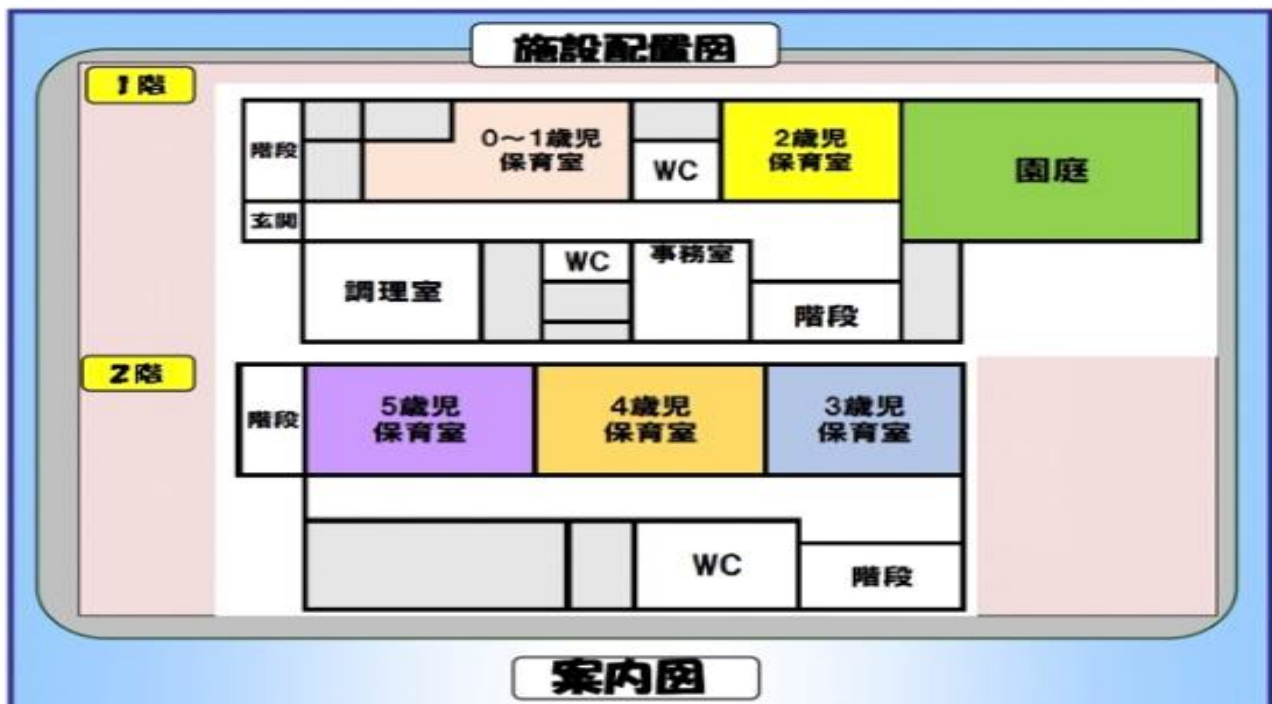 施設配置図
1階
階段
0～1歳児
保育室
WC
2歳児
保育室
園庭
玄関
調理室
WC
事務室
階段
2階
階段
5歳児
保育室
4歳児
保育室
3歳児
保育室
WC
階段
案内図